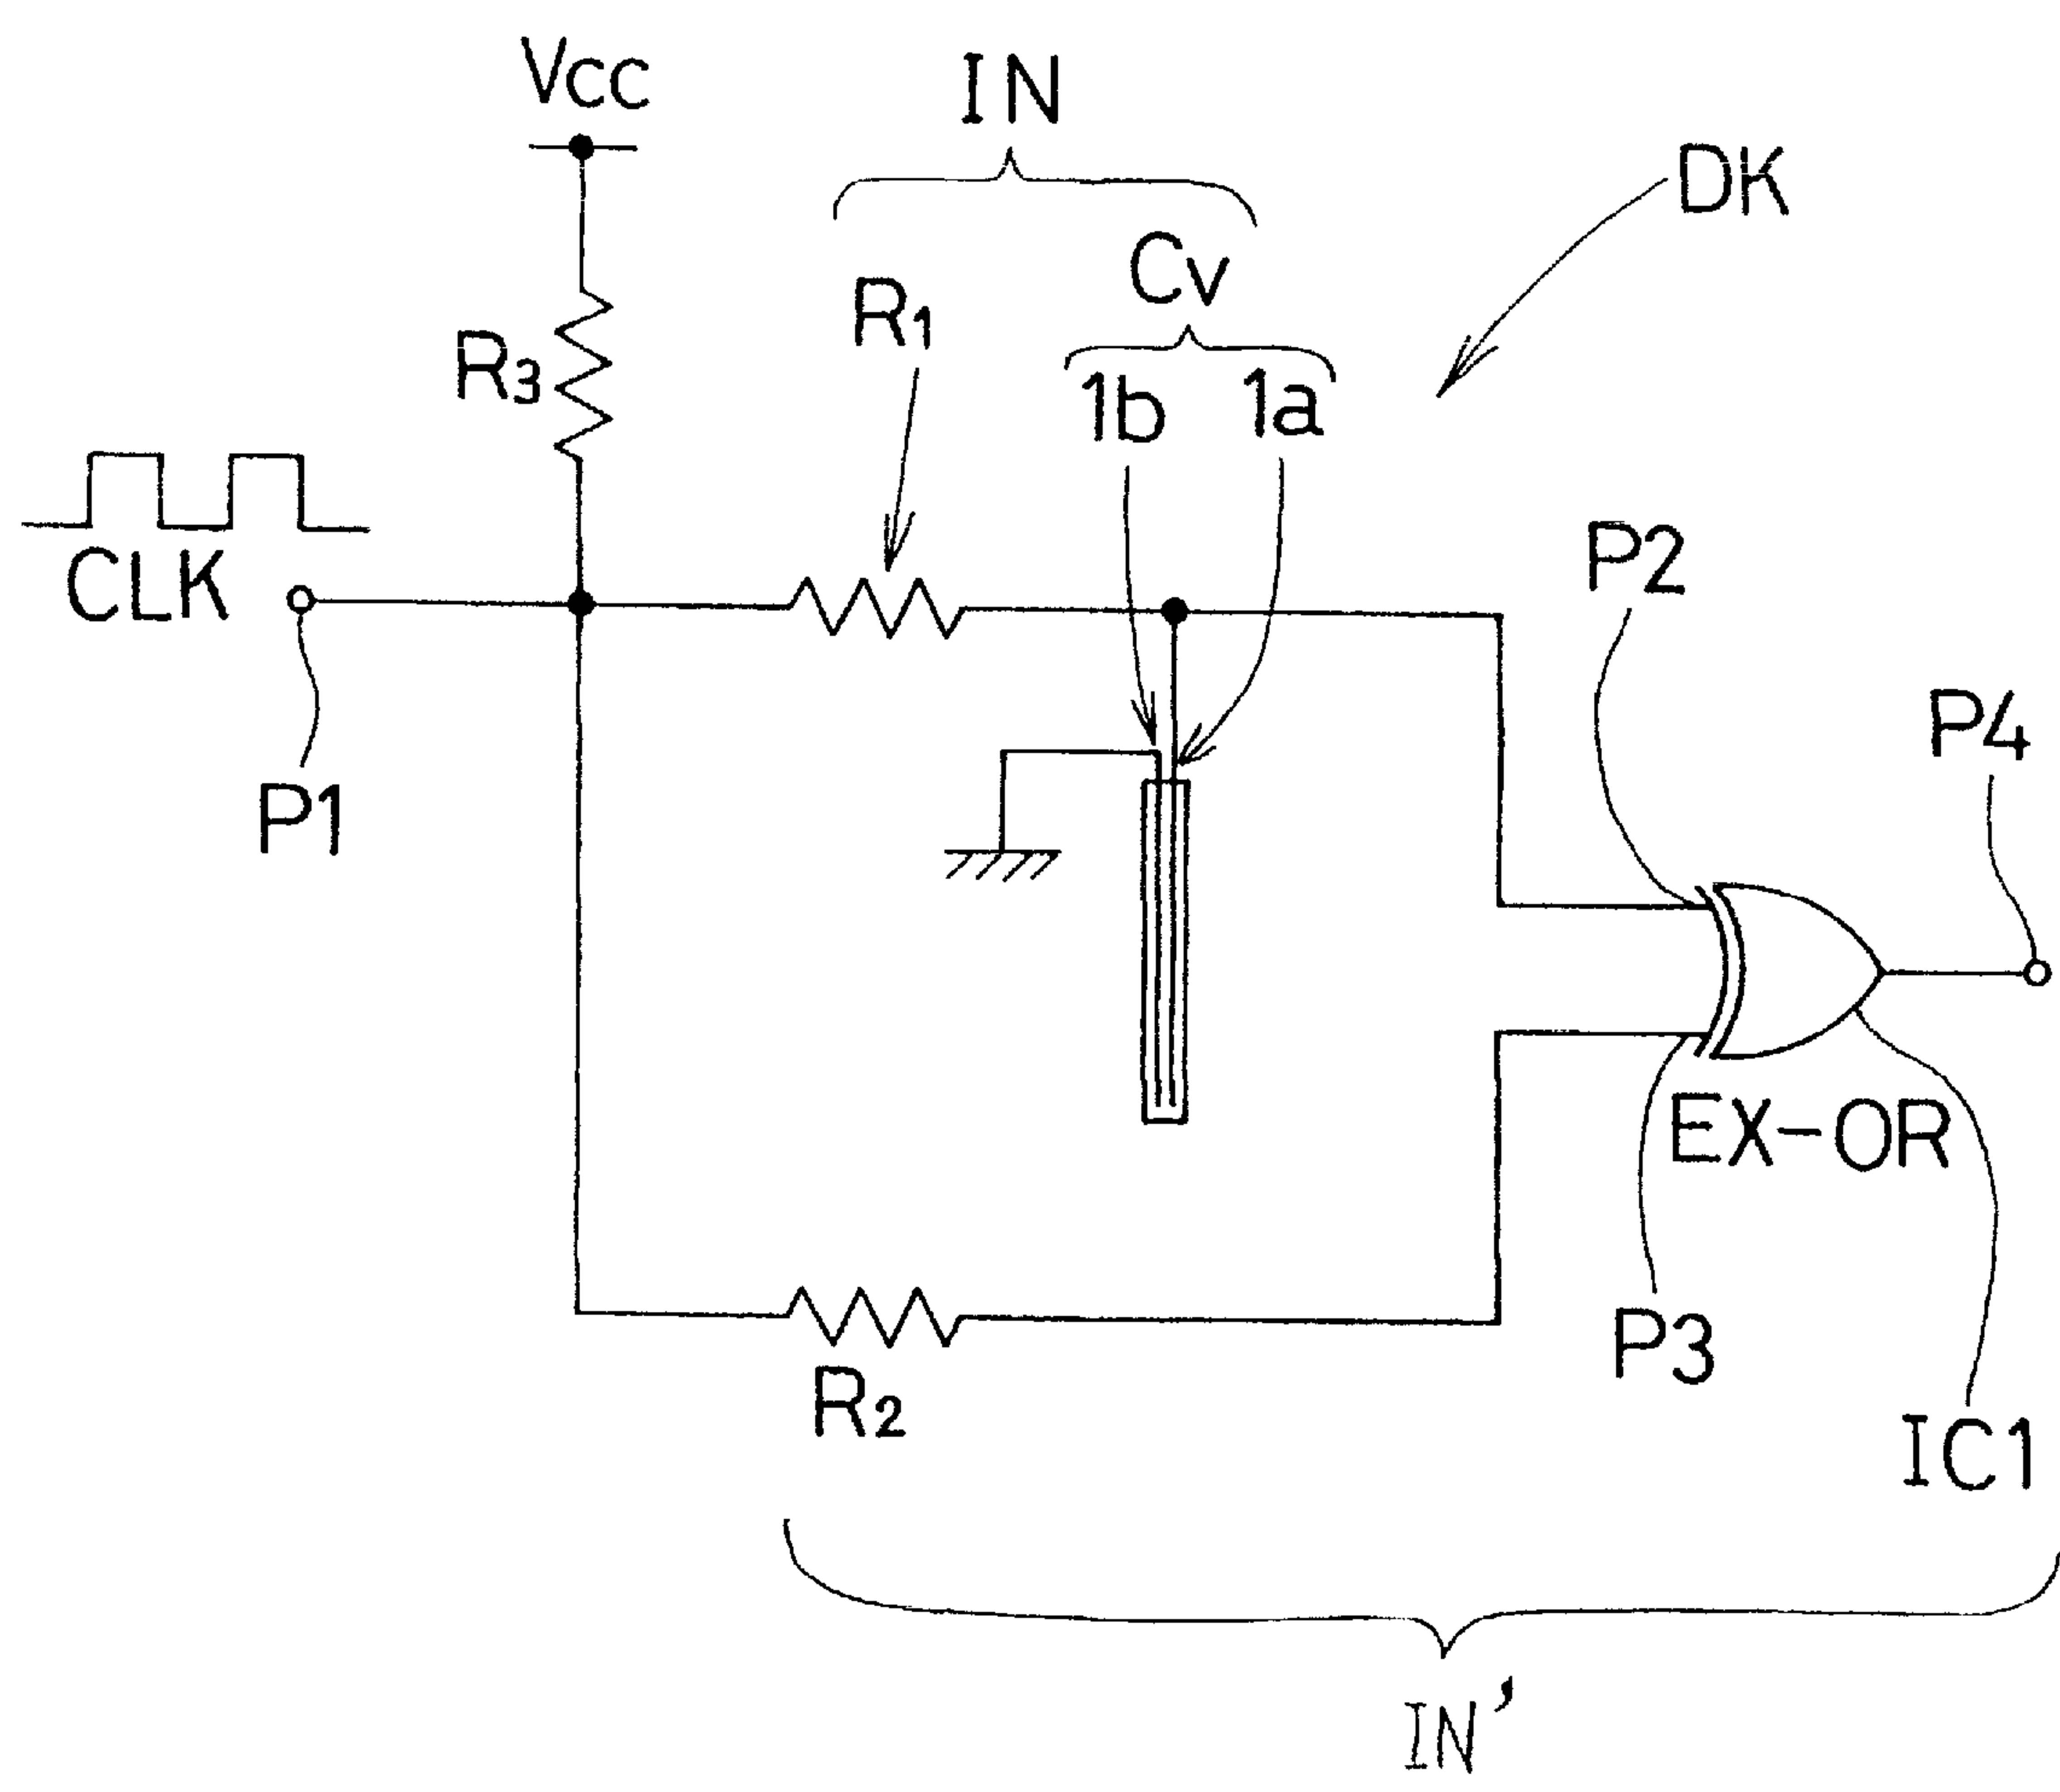 Vcc
IN
DK
Cv
R1
R3
1b 1a
CLK
P2
P1
P4
EX-OR
P3
R2
IC1
IN'